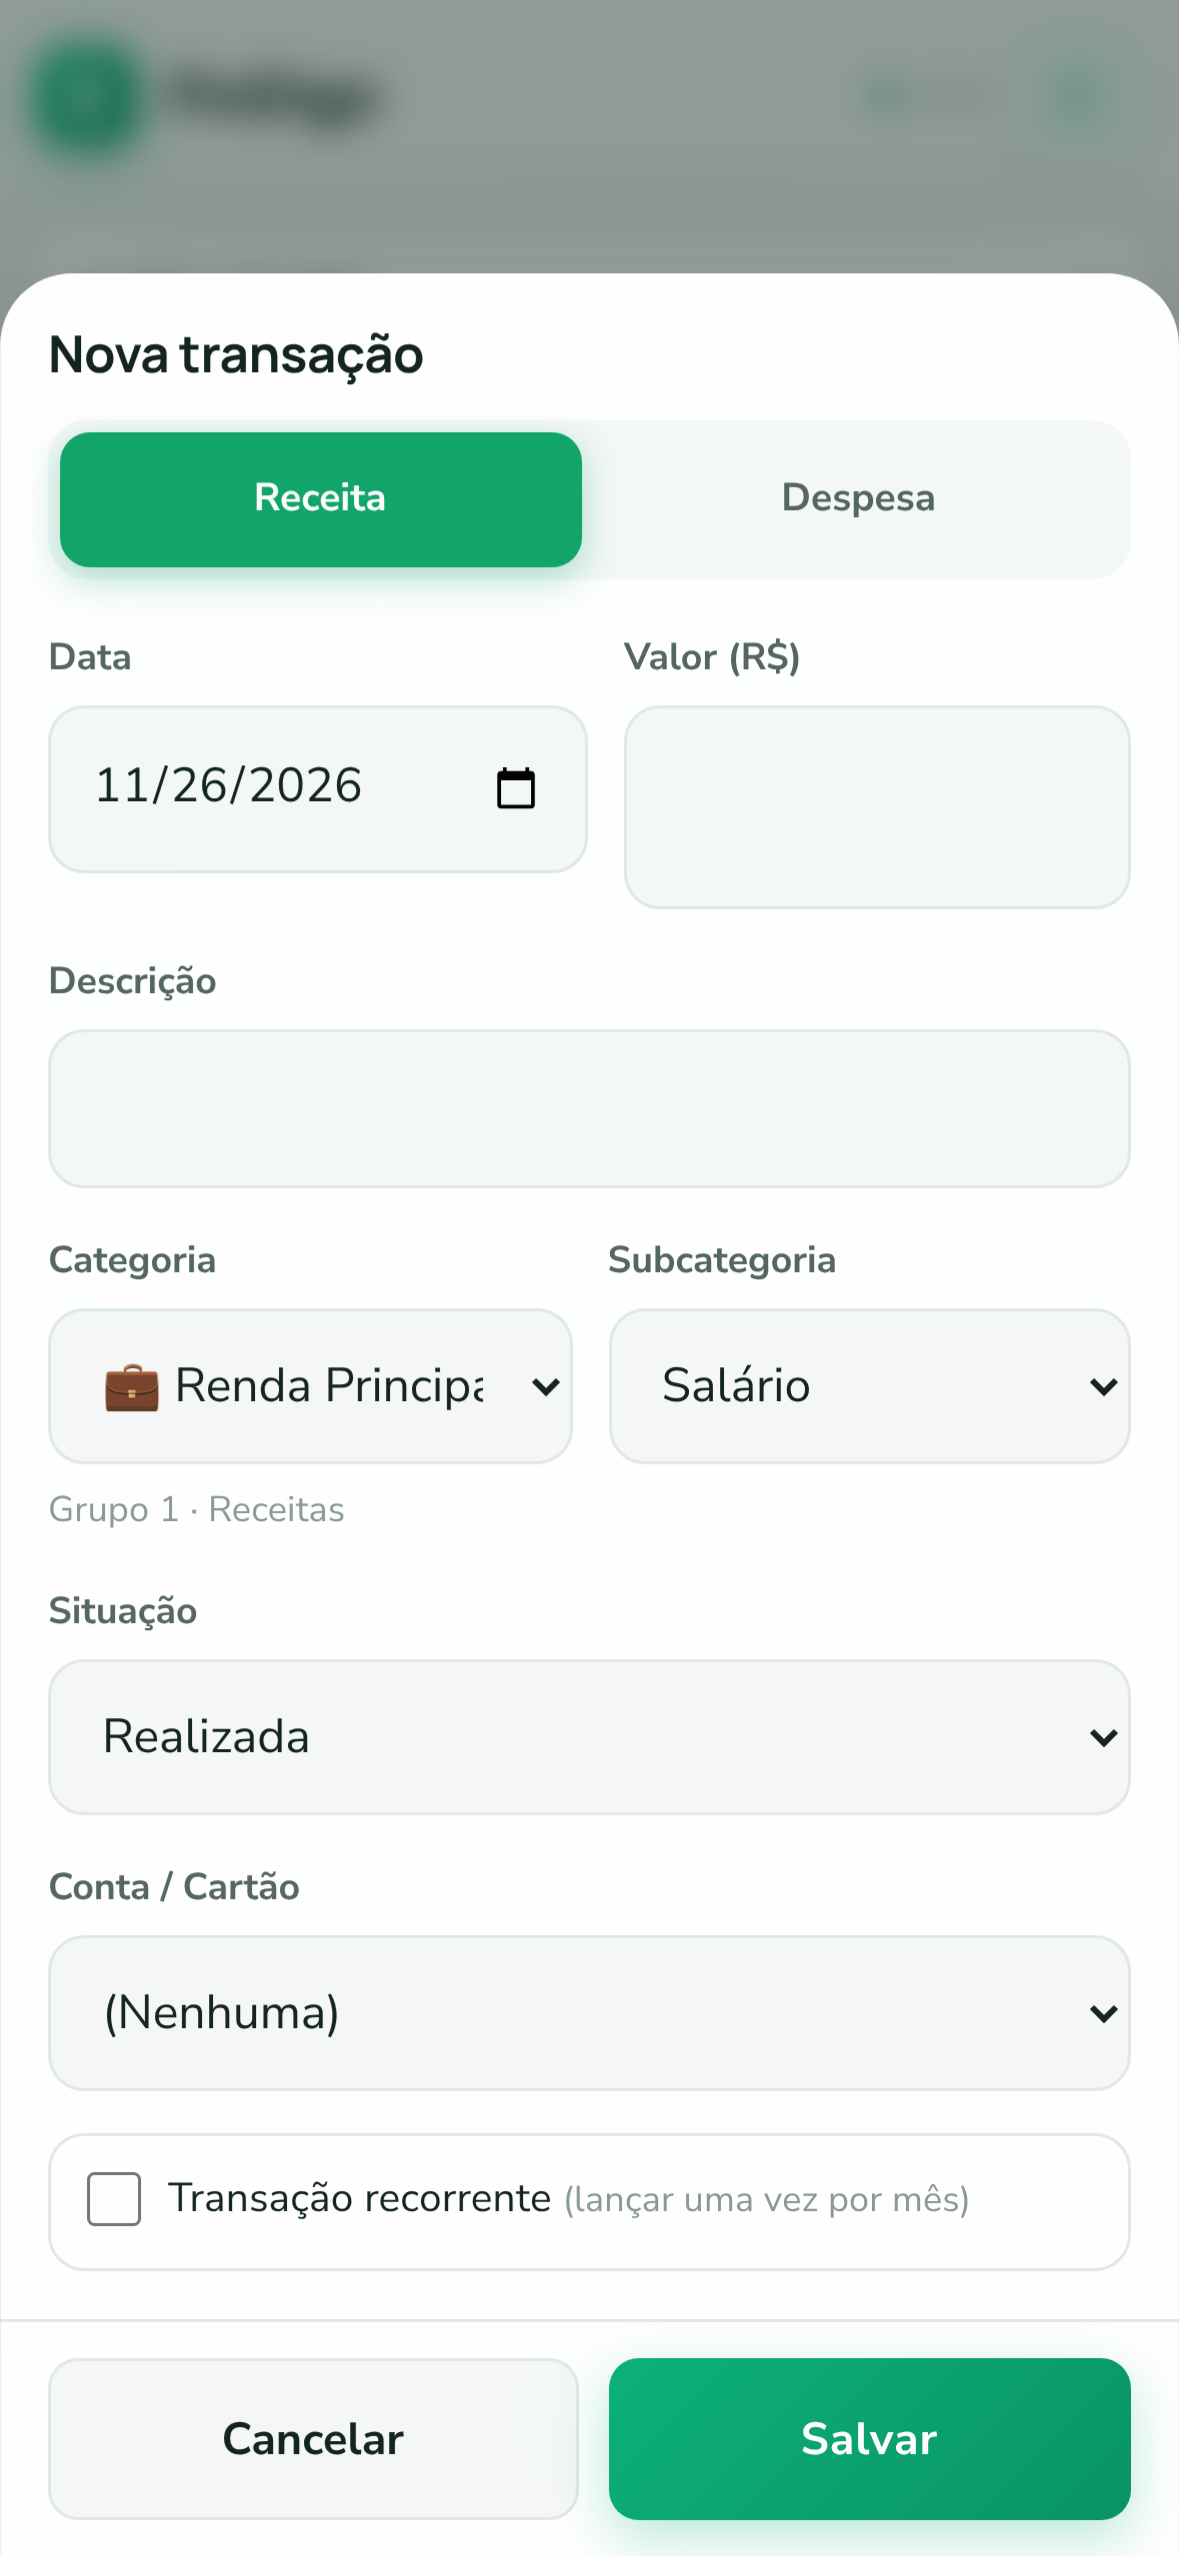 Nova transação
Receita Despesa
Data Valor (R$)
11/26/2026
Descrição
Categoria Subcategoria
💼 Renda Principa Salário
Grupo 1 · Receitas
Situação
Realizada
Conta / Cartão
(Nenhuma)
Transação recorrente (lançar uma vez por mês)
Cancelar Salvar